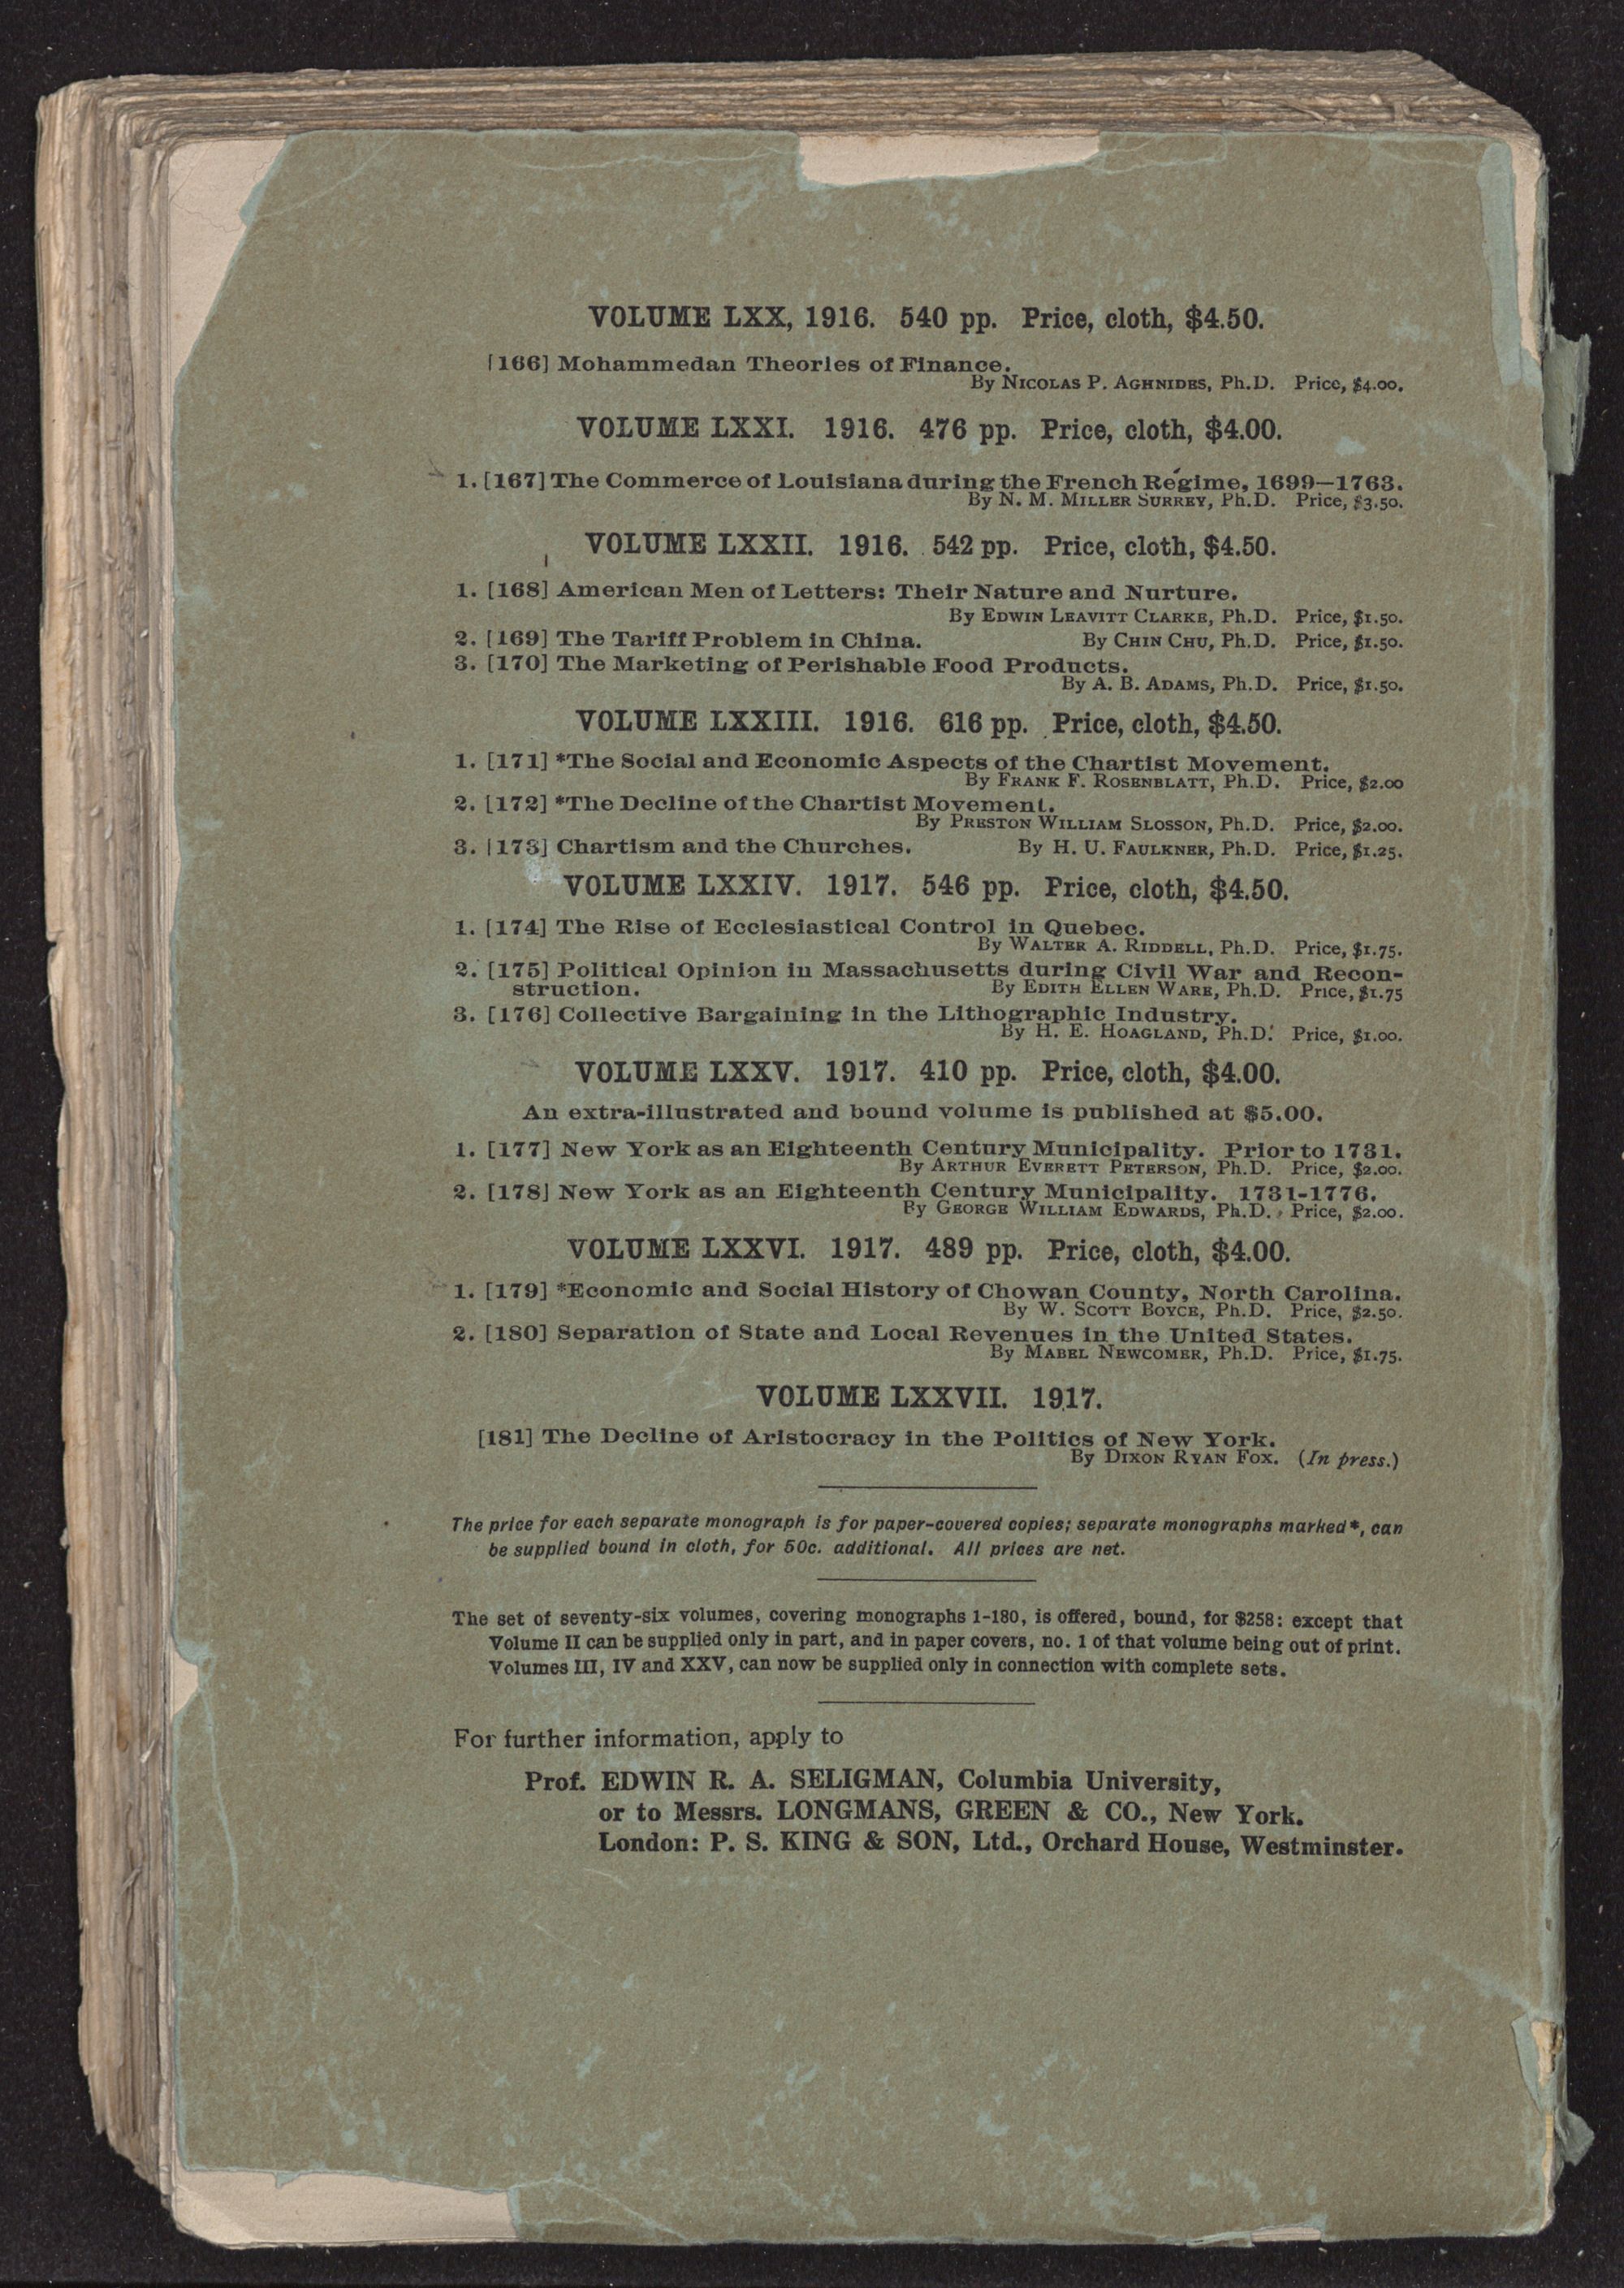 VOLUME LXX, 1916. 540 pp. Price, cloth, $4.50.
[166] Mohammedan Theories of Finance.
By NICOLAS P. AGHNIDES, Ph.D. Price, $4.00.
VOLUME LXXI. 1916. 476 pp. Price, cloth, $4.00.
1. [167] The Commerce of Louisiana during the French Régime, 1699–1763.
By N. M. MILLER SURREY, Ph.D. Price, $3.50.
VOLUME LXXII. 1916. 542 pp. Price, cloth, $4.50.
1. [168] American Men of Letters: Their Nature and Nurture.
By EDWIN LEAVITT CLARKE, Ph.D. Price, $1.50.
2. [169] The Tariff Problem in China. By CHIN CHU, Ph.D. Price, $1.50.
3. [170] The Marketing of Perishable Food Products.
By A. B. ADAMS, Ph.D. Price, $1.50.
VOLUME LXXIII. 1916. 616 pp. Price, cloth, $4.50.
1. [171] *The Social and Economic Aspects of the Chartist Movement.
By FRANK F. ROSENBLATT, Ph.D. Price, $2.00
2. [172] *The Decline of the Chartist Movement.
By PRESTON WILLIAM SLOSSON, Ph.D. Price, $2.00.
3. [173] Chartism and the Churches. By H. U. FAULKNER, Ph.D. Price, $1.25.
VOLUME LXXIV. 1917. 546 pp. Price, cloth, $4.50.
1. [174] The Rise of Ecclesiastical Control in Quebec.
By WALTER A. RIDDELL, Ph.D. Price, $1.75.
2. [175] Political Opinion in Massachusetts during Civil War and Recon-
struction. By EDITH ELLEN WARE, Ph.D. Price, $1.75
3. [176] Collective Bargaining in the Lithographic Industry.
By H. E. HOAGLAND, Ph.D. Price, $1.00.
VOLUME LXXV. 1917. 410 pp. Price, cloth, $4.00.
An extra-illustrated and bound volume is published at $5.00.
1. [177] New York as an Eighteenth Century Municipality. Prior to 1731.
By ARTHUR EVERETT PETERSON, Ph.D. Price, $2.00.
2. [178] New York as an Eighteenth Century Municipality. 1731-1776.
By GEORGE WILLIAM EDWARDS, Ph.D. Price, $2.00.
VOLUME LXXVI. 1917. 489 pp. Price, cloth, $4.00.
1. [179] *Economic and Social History of Chowan County, North Carolina.
By W. SCOTT BOYCE, Ph.D. Price, $2.50.
2. [180] Separation of State and Local Revenues in the United States.
By MABEL NEWCOMER, Ph.D. Price, $1.75.
VOLUME LXXVII. 1917.
[181] The Decline of Aristocracy in the Politics of New York.
By DIXON RYAN FOX. (In press.)
The price for each separate monograph is for paper-covered copies; separate monographs marked*, can
be supplied bound in cloth, for 50c. additional. All prices are net.
The set of seventy-six volumes, covering monographs 1-180, is offered, bound, for $258: except that
Volume II can be supplied only in part, and in paper covers, no. 1 of that volume being out of print.
Volumes III, IV and XXV, can now be supplied only in connection with complete sets.
For further information, apply to
Prof. EDWIN R. A. SELIGMAN, Columbia University,
or to Messrs. LONGMANS, GREEN & CO., New York.
London: P. S. KING & SON, Ltd., Orchard House, Westminster.